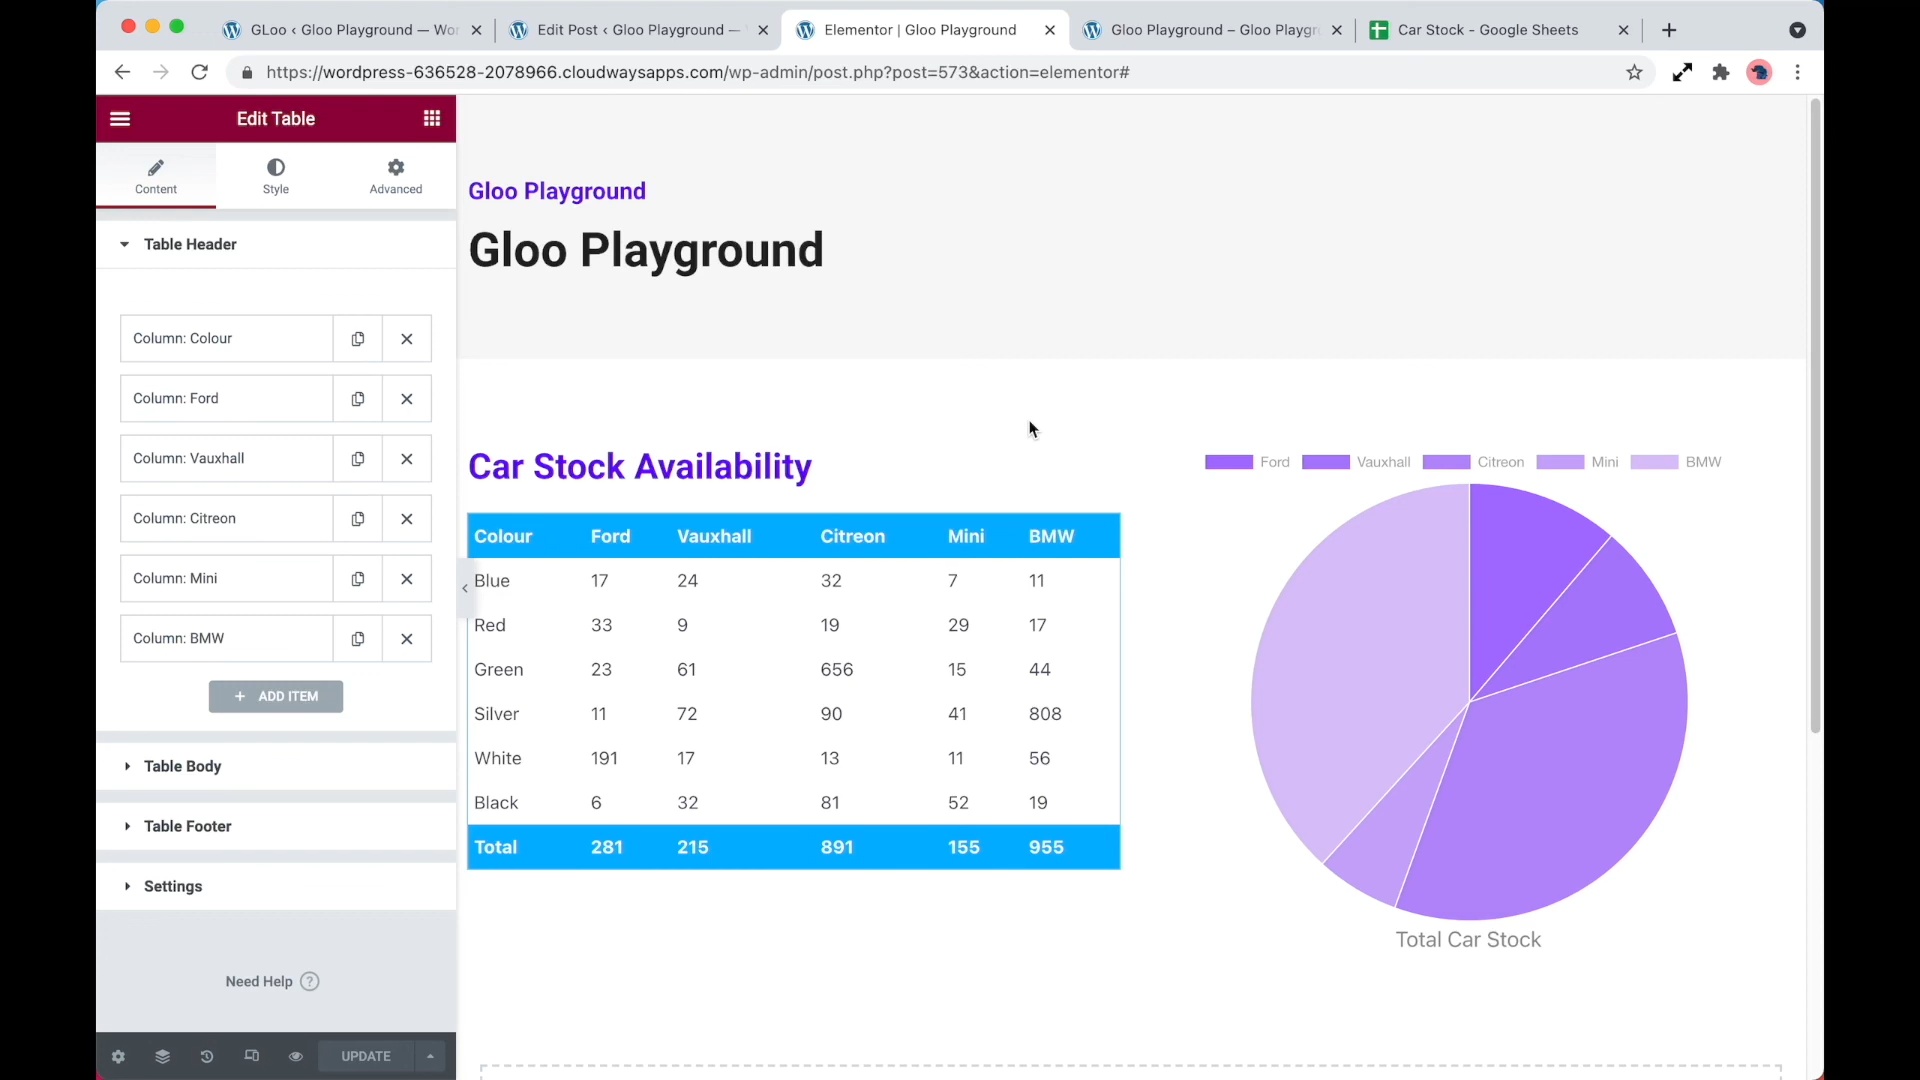 GLoo ‹ Gloo Playground — Wor
Edit Post ‹ Gloo Playground —
Elementor | Gloo Playground
Gloo Playground – Gloo Playgr
Car Stock - Google Sheets
https://wordpress-636528-2078966.cloudwaysapps.com/wp-admin/post.php?post=573&action=elementor#
Edit Table
Content Style Advanced
Table Header
Column: Colour
Column: Ford
Column: Vauxhall
Column: Citreon
Column: Mini
Column: BMW
+ ADD ITEM
Table Body
Table Footer
Settings
Need Help ?
UPDATE
Gloo Playground
Gloo Playground
Car Stock Availability
Colour Ford Vauxhall Citreon Mini BMW
Blue 17 24 32 7 11
Red 33 9 19 29 17
Green 23 61 656 15 44
Silver 11 72 90 41 808
White 191 17 13 11 56
Black 6 32 81 52 19
Total 281 215 891 155 955
Ford Vauxhall Citreon Mini BMW
Total Car Stock